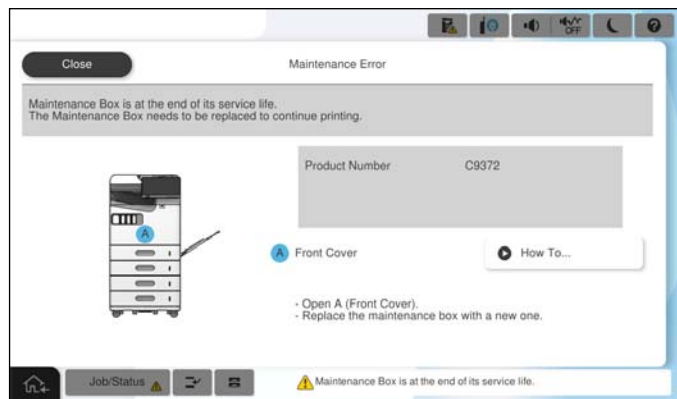 OFF
Close
Maintenance Error
Maintenance Box is at the end of its service life.
The Maintenance Box needs to be replaced to continue printing.
Product Number C9372
A
A Front Cover
How To...
- Open A (Front Cover).
- Replace the maintenance box with a new one.
Job/Status
Maintenance Box is at the end of its service life.